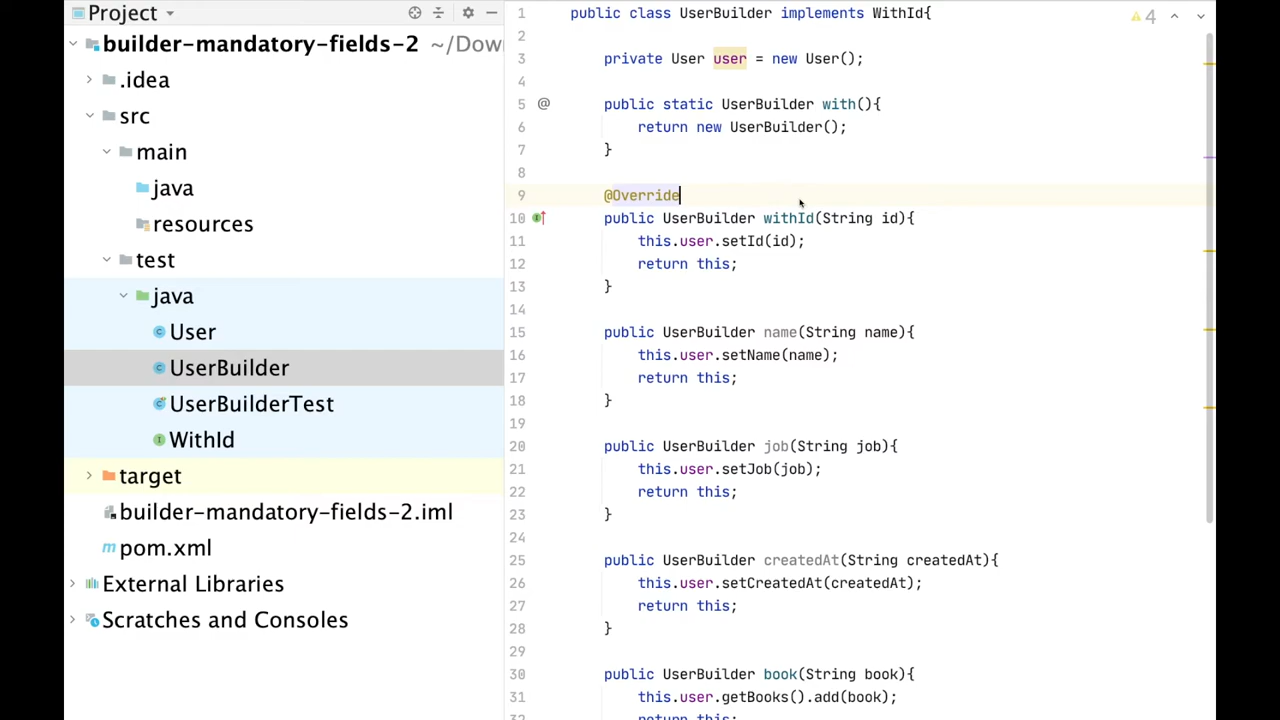 Project
builder-mandatory-fields-2 ~/Dow
.idea
src
main
java
resources
test
java
User
UserBuilder
UserBuilderTest
WithId
target
builder-mandatory-fields-2.iml
pom.xml
External Libraries
Scratches and Consoles
4
1 public class UserBuilder implements WithId{
2
3 private User user = new User();
4
5 @ public static UserBuilder with(){
6 return new UserBuilder();
7 }
8
9 @Override
10 public UserBuilder withId(String id){
11 this.user.setId(id);
12 return this;
13 }
14
15 public UserBuilder name(String name){
16 this.user.setName(name);
17 return this;
18 }
19
20 public UserBuilder job(String job){
21 this.user.setJob(job);
22 return this;
23 }
24
25 public UserBuilder createdAt(String createdAt){
26 this.user.setCreatedAt(createdAt);
27 return this;
28 }
29
30 public UserBuilder book(String book){
31 this.user.getBooks().add(book);
32 return this;